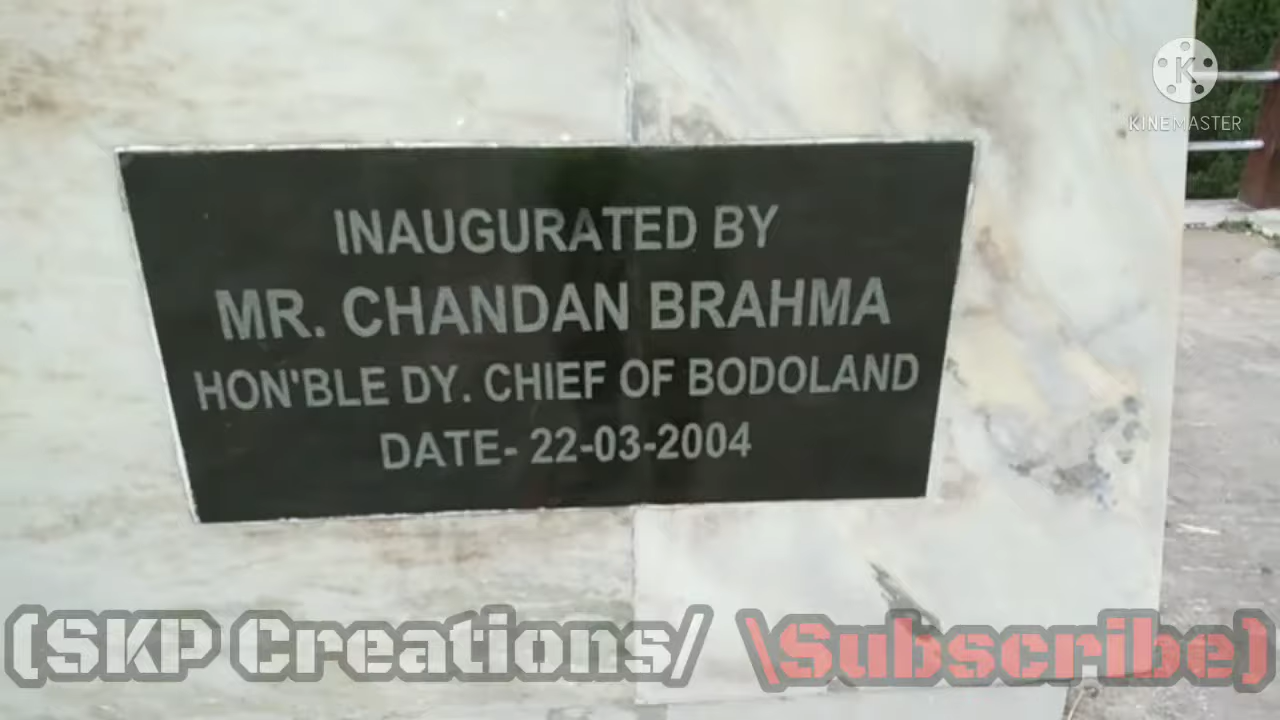 KINEMASTER
INAUGURATED BY
MR. CHANDAN BRAHMA
HON'BLE DY. CHIEF OF BODOLAND
DATE- 22-03-2004
(SKP Creations/ \Subscribe)